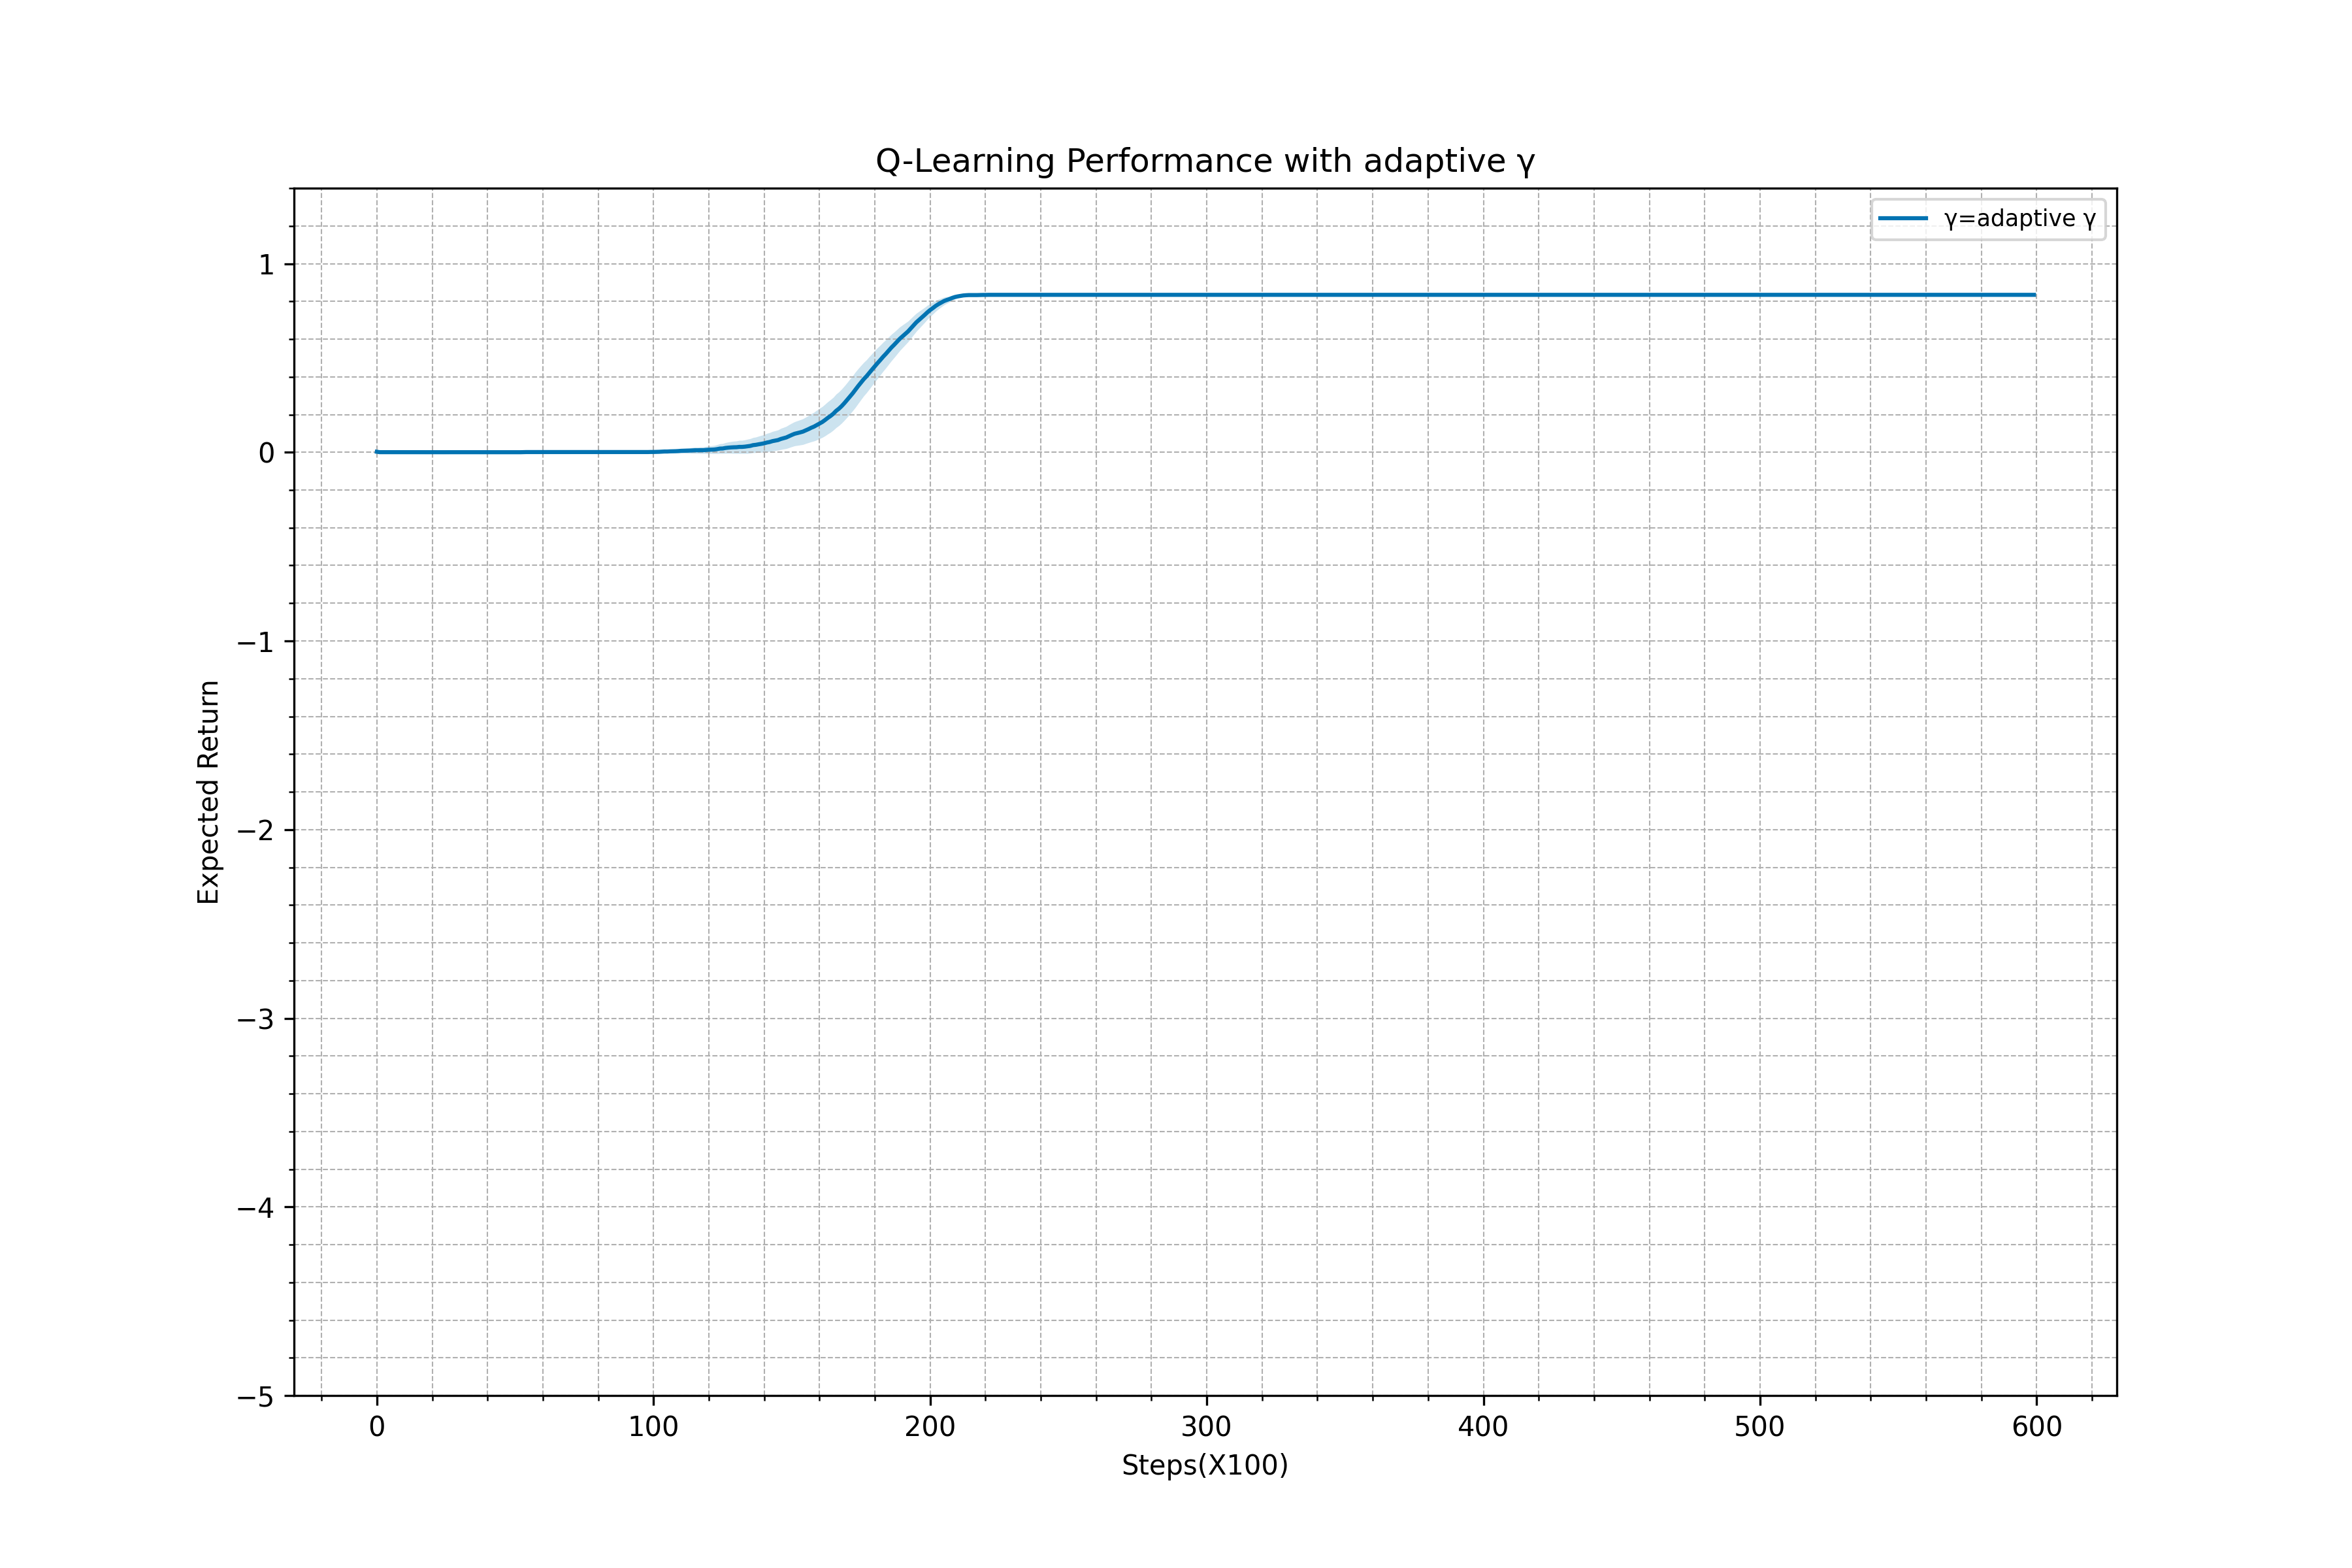 Q-Learning Performance with adaptive γ
γ=adaptive γ
1
0
−1
−2
−3
−4
−5
Expected Return
0 100 200 300 400 500 600
Steps(X100)